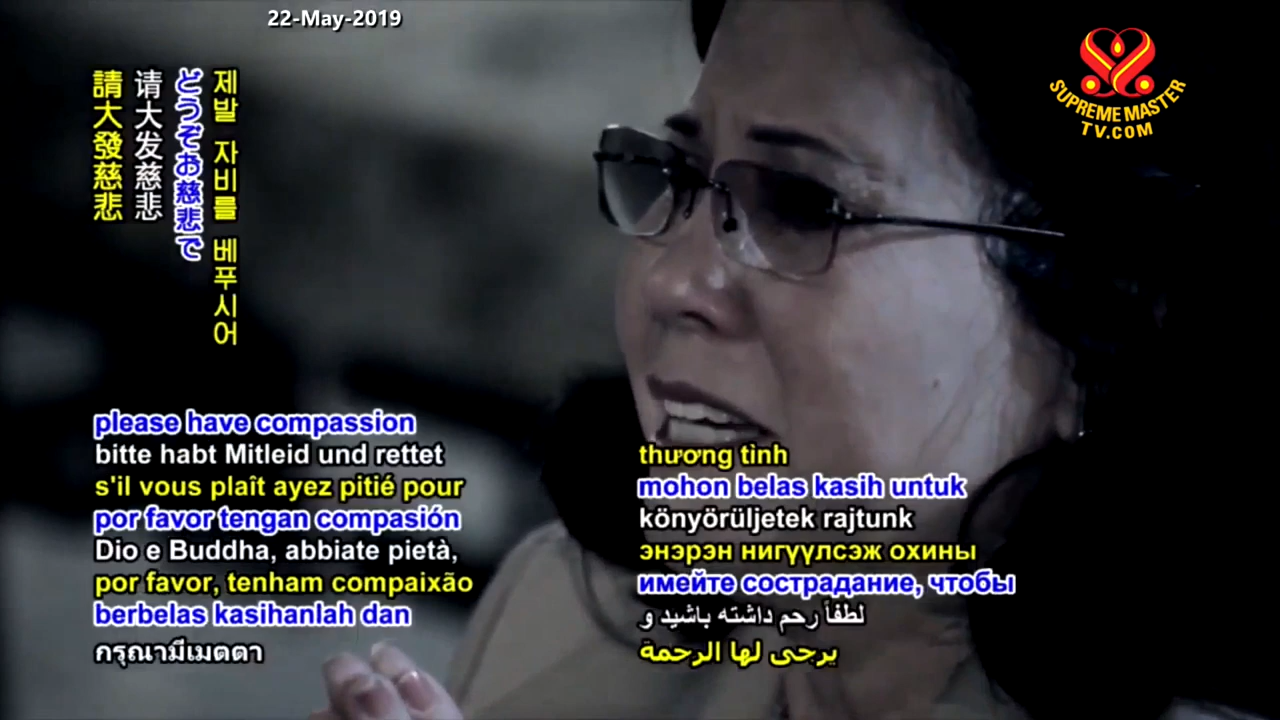 22-May-2019
SUPREME MASTER
TV.COM
請大發慈悲
请大发慈悲
どうぞお慈悲で
제발 자비를 베푸시어
please have compassion
bitte habt Mitleid und rettet
s'il vous plaît ayez pitié pour
por favor tengan compasión
Dio e Buddha, abbiate pietà,
por favor, tenham compaixão
berbelas kasihanlah dan
กรุณามีเมตตา
thương tình
mohon belas kasih untuk
könyörüljetek rajtunk
энэрэн нигүүлсэж охины
имейте сострадание, чтобы
لطفاً رحم داشته باشید و
يرجى لها الرحمة